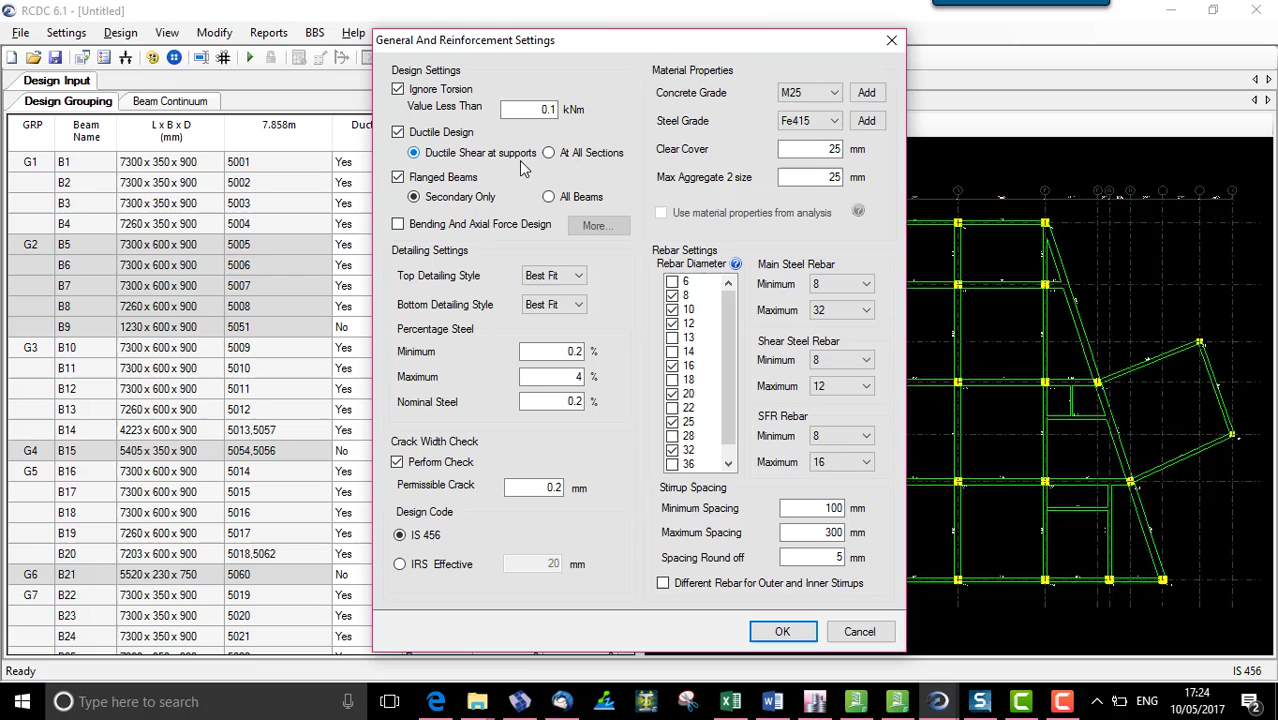 RCDC 6.1 - [Untitled]
File Settings Design View Modify Reports BBS Help
Design Input
Design Grouping Beam Continuum
GRP Beam Name L x B x D (mm) 7.858m Duct
G1 B1 7300 x 350 x 900 5001 Yes
B2 7300 x 350 x 900 5002 Yes
B3 7300 x 350 x 900 5003 Yes
B4 7260 x 350 x 900 5004 Yes
G2 B5 7300 x 350 x 900 5005 Yes
B6 7300 x 350 x 900 5006 Yes
B7 7300 x 350 x 900 5007 Yes
B8 7260 x 350 x 900 5008 Yes
B9 1230 x 600 x 900 5051 No
G3 B10 7300 x 350 x 900 5009 Yes
B11 7300 x 350 x 900 5010 Yes
B12 7300 x 350 x 900 5011 Yes
B13 7260 x 350 x 900 5012 Yes
B14 4223 x 600 x 900 5013,5057 Yes
G4 B15 5405 x 350 x 900 5054,5056 No
G5 B16 7300 x 350 x 900 5014 Yes
B17 7300 x 350 x 900 5015 Yes
B18 7300 x 350 x 900 5016 Yes
B19 7260 x 350 x 900 5017 Yes
B20 7203 x 600 x 900 5018,5062 Yes
G6 B21 5520 x 230 x 750 5060 No
G7 B22 7300 x 350 x 900 5019 Yes
B23 7300 x 350 x 900 5020 Yes
B24 7300 x 350 x 900 5021 Yes
General And Reinforcement Settings
Design Settings
Ignore Torsion
Value Less Than 0.1 kNm
Ductile Design
Ductile Shear at supports At All Sections
Flanged Beams
Secondary Only All Beams
Bending And Axial Force Design More...
Detailing Settings
Top Detailing Style Best Fit
Bottom Detailing Style Best Fit
Percentage Steel
Minimum 0.2 %
Maximum 4 %
Nominal Steel 0.2 %
Crack Width Check
Perform Check
Permissible Crack 0.2 mm
Design Code
IS 456
IRS Effective 20 mm
Material Properties
Concrete Grade M25 Add
Steel Grade Fe415 Add
Clear Cover 25 mm
Max Aggregate 2 size 25 mm
Use material properties from analysis ?
Rebar Settings
Rebar Diameter ?
6
8
10
12
13
14
16
18
20
22
25
28
32
36
Main Steel Rebar
Minimum 8
Maximum 32
Shear Steel Rebar
Minimum 8
Maximum 12
SFR Rebar
Minimum 8
Maximum 16
Stirrup Spacing
Minimum Spacing 100 mm
Maximum Spacing 300 mm
Spacing Round off 5 mm
Different Rebar for Outer and Inner Stirrups
OK Cancel
Ready IS 456
Type here to search
ENG 17:24
10/05/2017